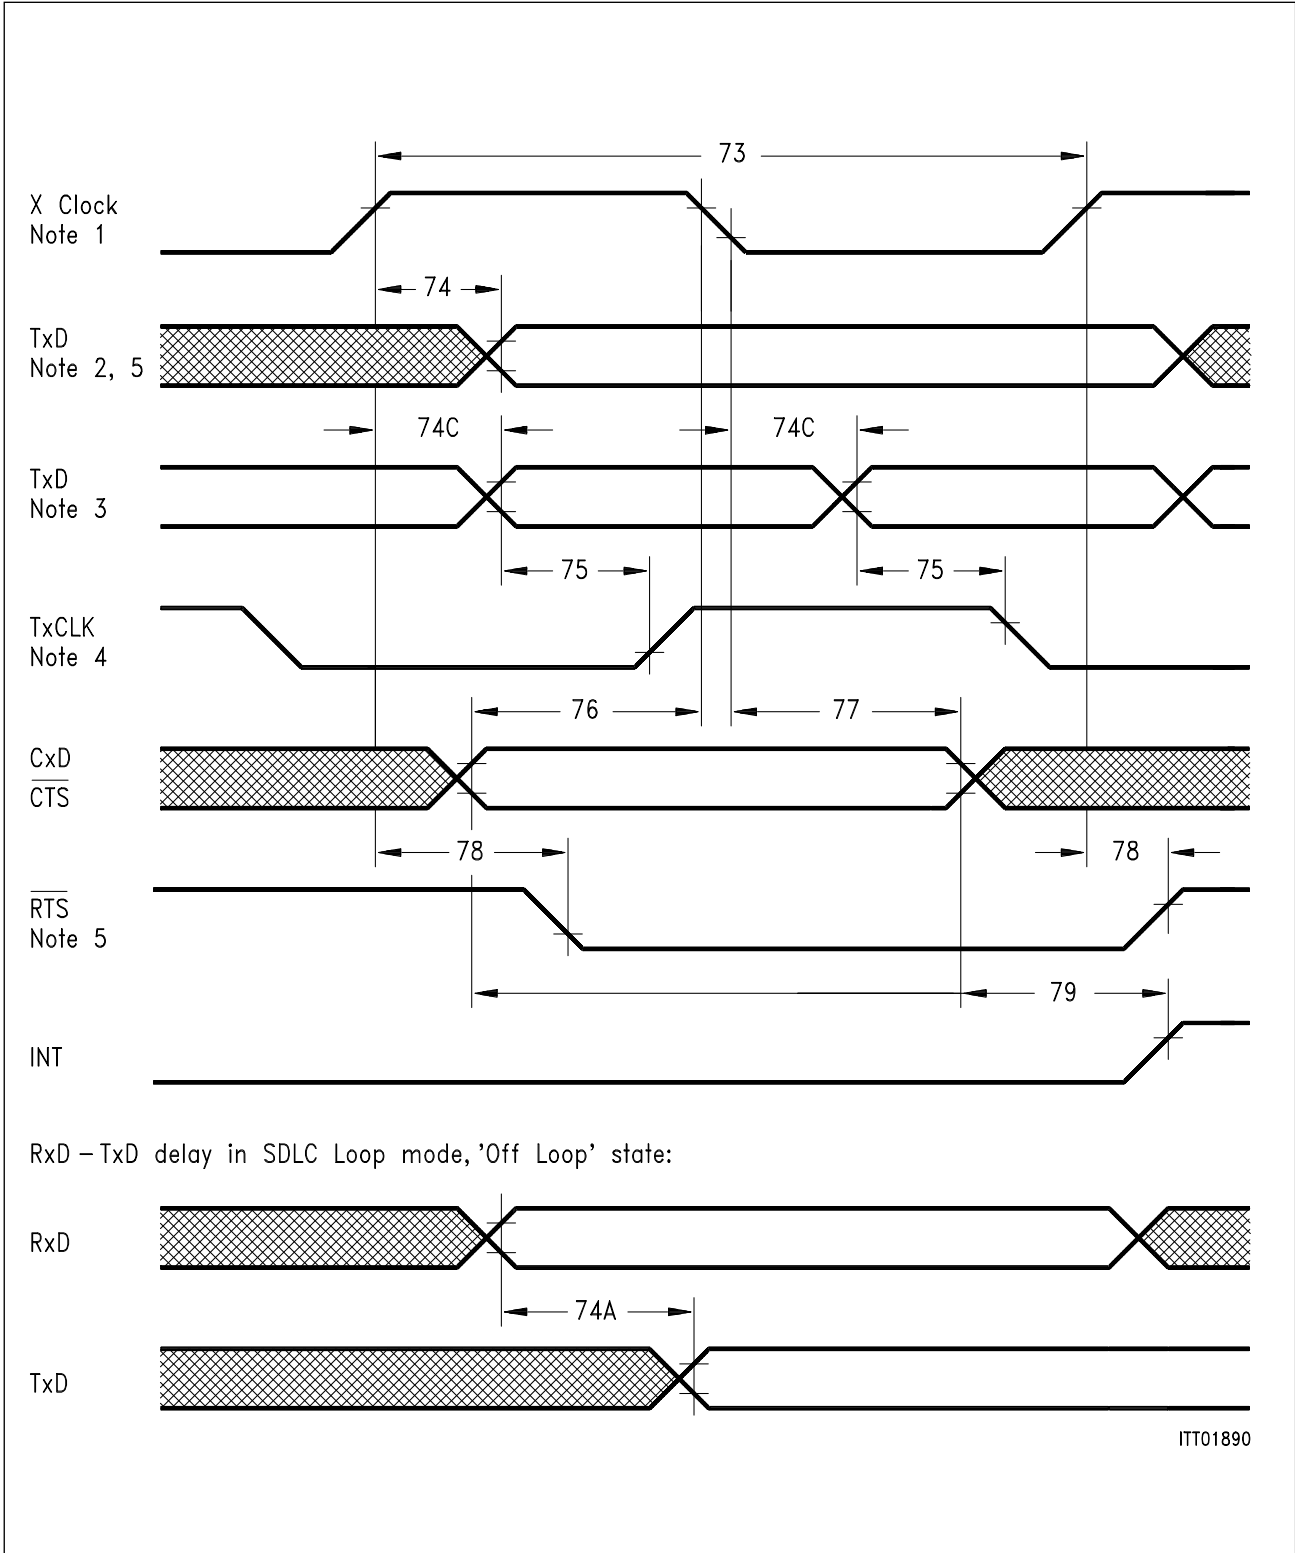 73
X Clock
Note 1
74
TxD
Note 2, 5
74C 74C
TxD
Note 3
75 75
TxCLK
Note 4
76 77
CxD
CTS
78 78
RTS
Note 5
79
INT
RxD – TxD delay in SDLC Loop mode, 'Off Loop' state:
RxD
74A
TxD
ITT01890